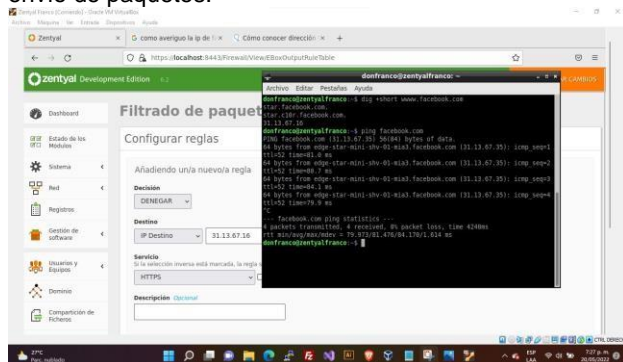 envío de paquetes.
Zentyal Franco [Corriendo] - Oracle VM VirtualBox
Archivo Máquina Ver Entrada Dispositivos Ayuda
Zentyal
como averiguo la ip de f
Cómo conocer dirección
https://localhost:8443/Firewall/View/EBoxOutputRuleTable
zentyal Development Edition
CAMBIOS
donfranco@zentyalfranco: ~
Archivo Editar Pestañas Ayuda
donfranco@zentyalfranco:~$ dig +short wwww.facebook.com
star.facebook.com.
star.c10r.facebook.com.
31.13.67.16
donfranco@zentyalfranco:~$ ping facebook.com
PING facebook.com (31.13.67.35) 56(84) bytes of data.
64 bytes from edge-star-mini-shv-01-mia3.facebook.com (31.13.67.35): icmp_seq=1
ttl=52 time=81.0 ms
64 bytes from edge-star-mini-shv-01-mia3.facebook.com (31.13.67.35): icmp_seq=2
ttl=52 time=80.7 ms
64 bytes from edge-star-mini-shv-01-mia3.facebook.com (31.13.67.35): icmp_seq=3
ttl=52 time=84.1 ms
64 bytes from edge-star-mini-shv-01-mia3.facebook.com (31.13.67.35): icmp_seq=4
ttl=52 time=79.9 ms
^C
--- facebook.com ping statistics ---
4 packets transmitted, 4 received, 0% packet loss, time 4248ms
rtt min/avg/max/mdev = 79.973/81.476/84.170/1.614 ms
donfranco@zentyalfranco:~$
Dashboard
Estado de los Módulos
Sistema
Red
Registros
Gestión de software
Usuarios y Equipos
Dominio
Compartición de Ficheros
Filtrado de paquet
Configurar reglas
Añadiendo un/a nuevo/a regla
Decisión
DENEGAR
Destino
IP Destino
31.13.67.16
Servicio
Si la selección inversa está marcada, la regla s
HTTPS
Descripción Opcional
CTRL DERECHO
27°C
Parc. nublado
ESP
LAA
7:27 p. m.
20/05/2022